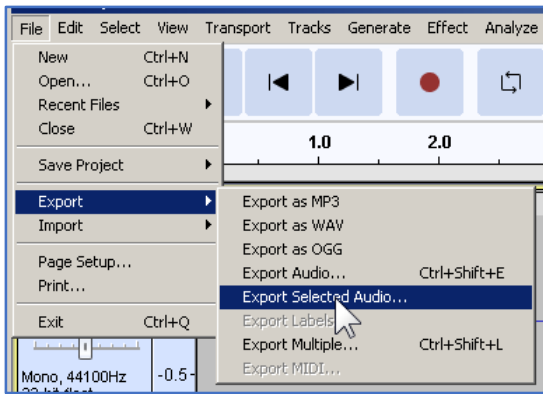 File Edit Select View Transport Tracks Generate Effect Analyze
New Ctrl+N
Open... Ctrl+O
Recent Files
Close Ctrl+W
Save Project
Export
Import
Page Setup...
Print...
Exit Ctrl+Q
1.0 2.0
Export as MP3
Export as WAV
Export as OGG
Export Audio... Ctrl+Shift+E
Export Selected Audio...
Export Labels
Export Multiple... Ctrl+Shift+L
Export MIDI...
Mono, 44100Hz -0.5-